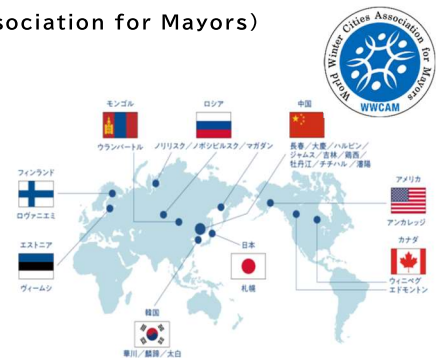 sociation for Mayors)
World Winter Cities Association for Mayors
WWCAM
モンゴル
ウランバートル
ロシア
ノリリスク／ノボシビルスク／マガダン
中国
長春／大慶／ハルビン／
ジャムス／吉林／鶏西／
牡丹江／チチハル／瀋陽
フィンランド
ロヴァニエミ
エストニア
ヴィームシ
アメリカ
アンカレッジ
カナダ
ウィニペグ
エドモントン
日本
札幌
韓国
華川／麟蹄／太白